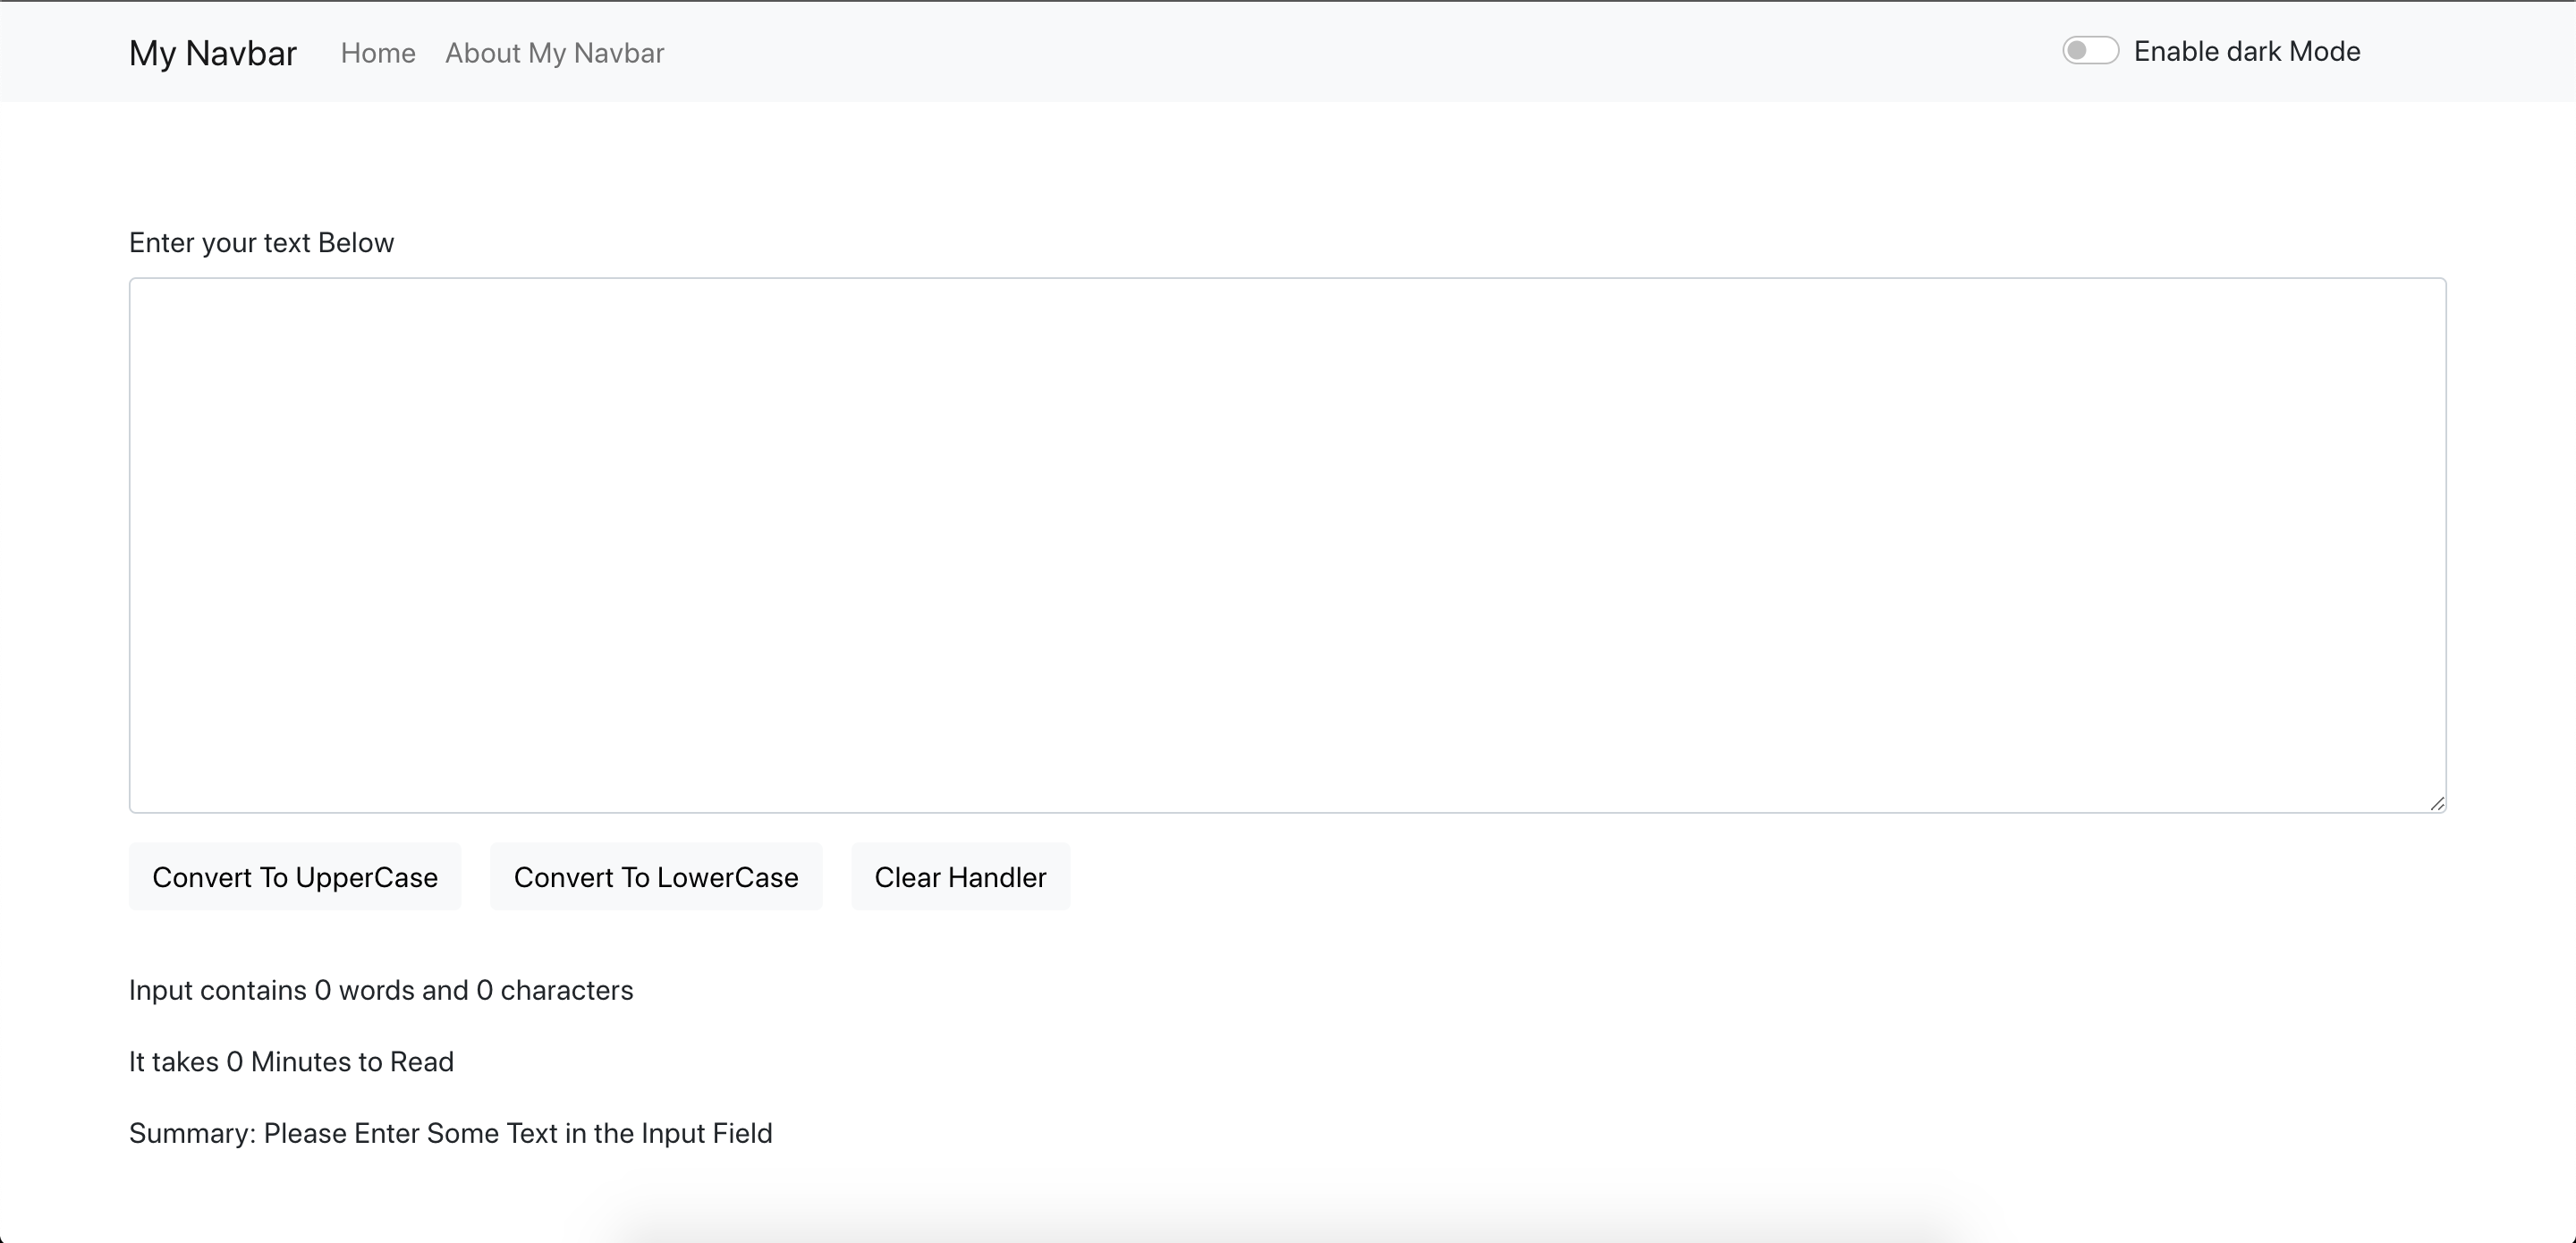 My Navbar Home About My Navbar Enable dark Mode
Enter your text Below
Convert To UpperCase Convert To LowerCase Clear Handler
Input contains 0 words and 0 characters
It takes 0 Minutes to Read
Summary: Please Enter Some Text in the Input Field